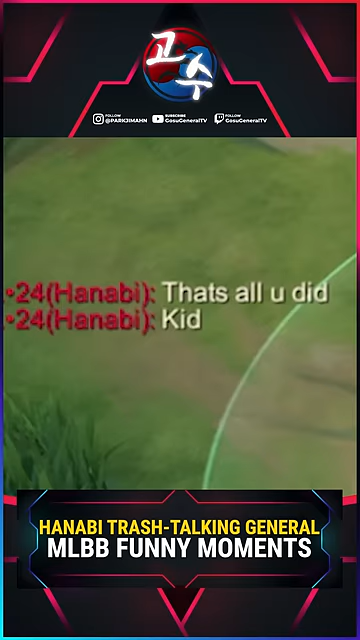 고수
FOLLOW
@PARKJIMAHN
SUBSCRIBE
GosuGeneralTV
FOLLOW
GosuGeneralTV
•24(Hanabi): Thats all u did
•24(Hanabi): Kid
HANABI TRASH-TALKING GENERAL
MLBB FUNNY MOMENTS